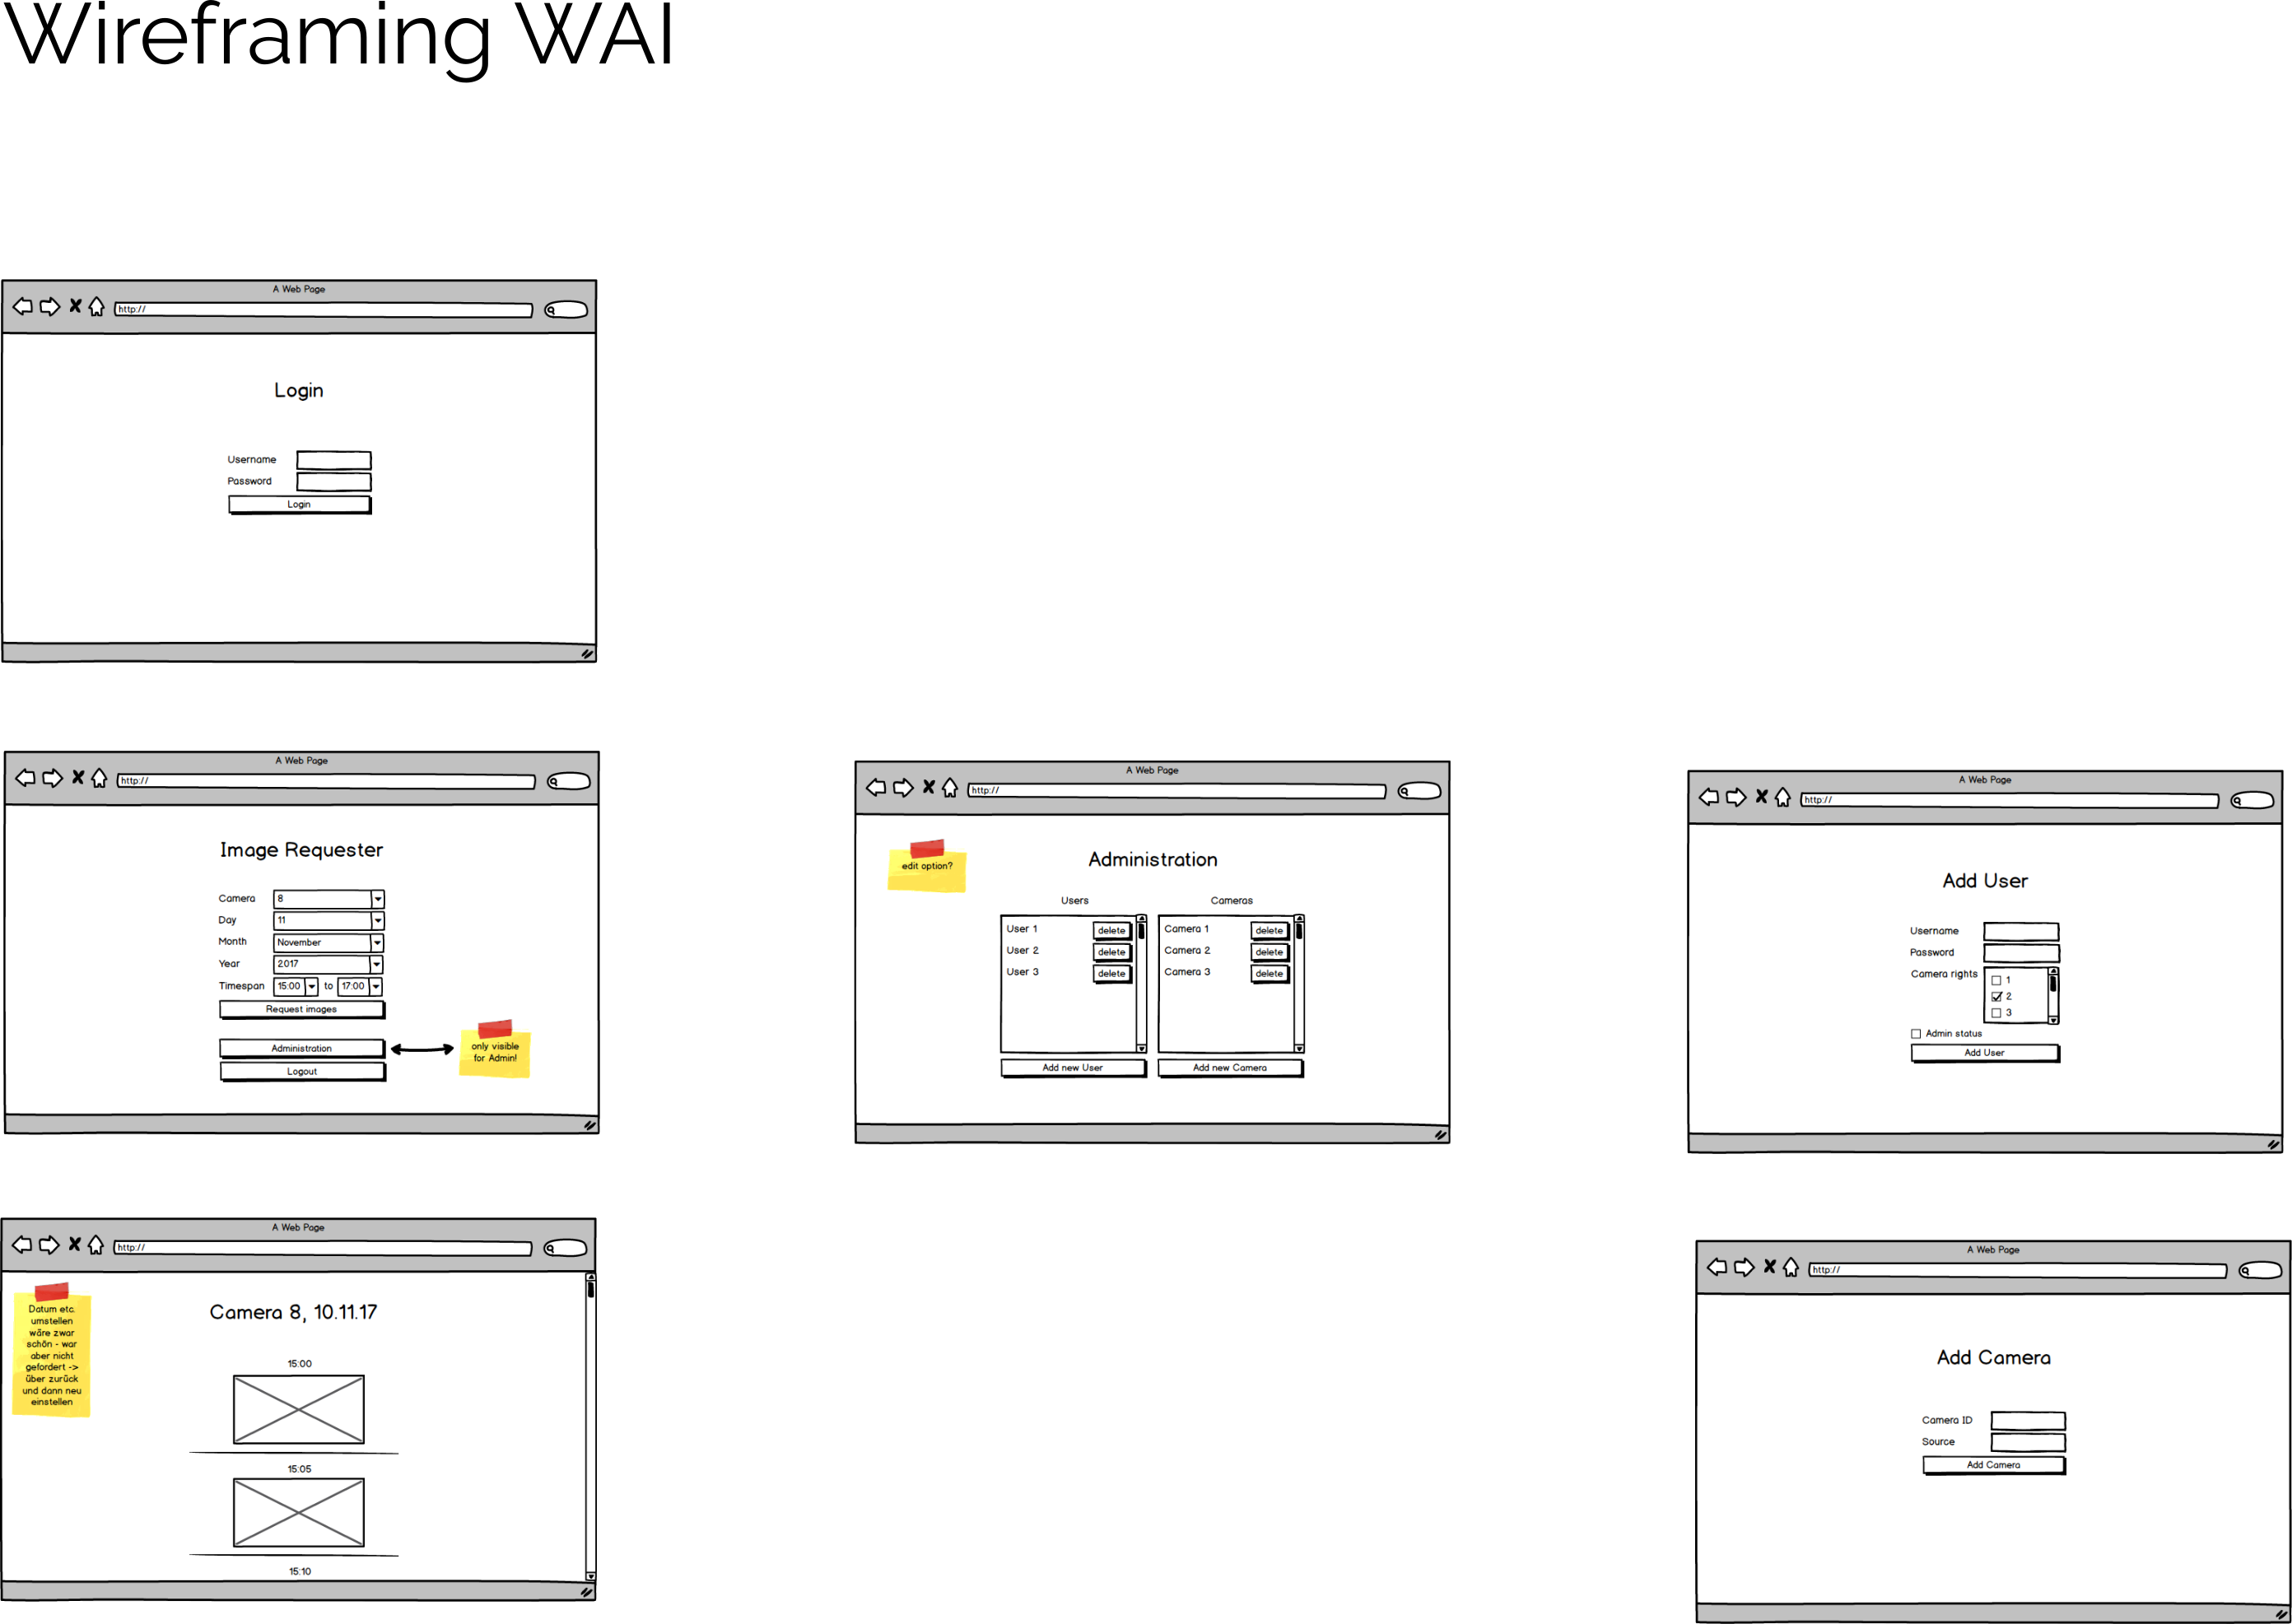 Wireframing WAI
A Web Page
http://
Login
Username
Password
Login
A Web Page
http://
Image Requester
Camera 8
Day 11
Month November
Year 2017
Timespan 15:00 to 17:00
Request images
Administration
Logout
only visible
for Admin!
A Web Page
http://
edit option?
Administration
Users Cameras
User 1 delete Camera 1 delete
User 2 delete Camera 2 delete
User 3 delete Camera 3 delete
Add new User Add new Camera
A Web Page
http://
Add User
Username
Password
Camera rights
1
2
3
Admin status
Add User
A Web Page
http://
Datum etc.
umstellen
wäre zwar
schön - war
aber nicht
gefordert ->
über zurück
und dann neu
einstellen
Camera 8, 10.11.17
15:00
15:05
15:10
A Web Page
http://
Add Camera
Camera ID
Source
Add Camera